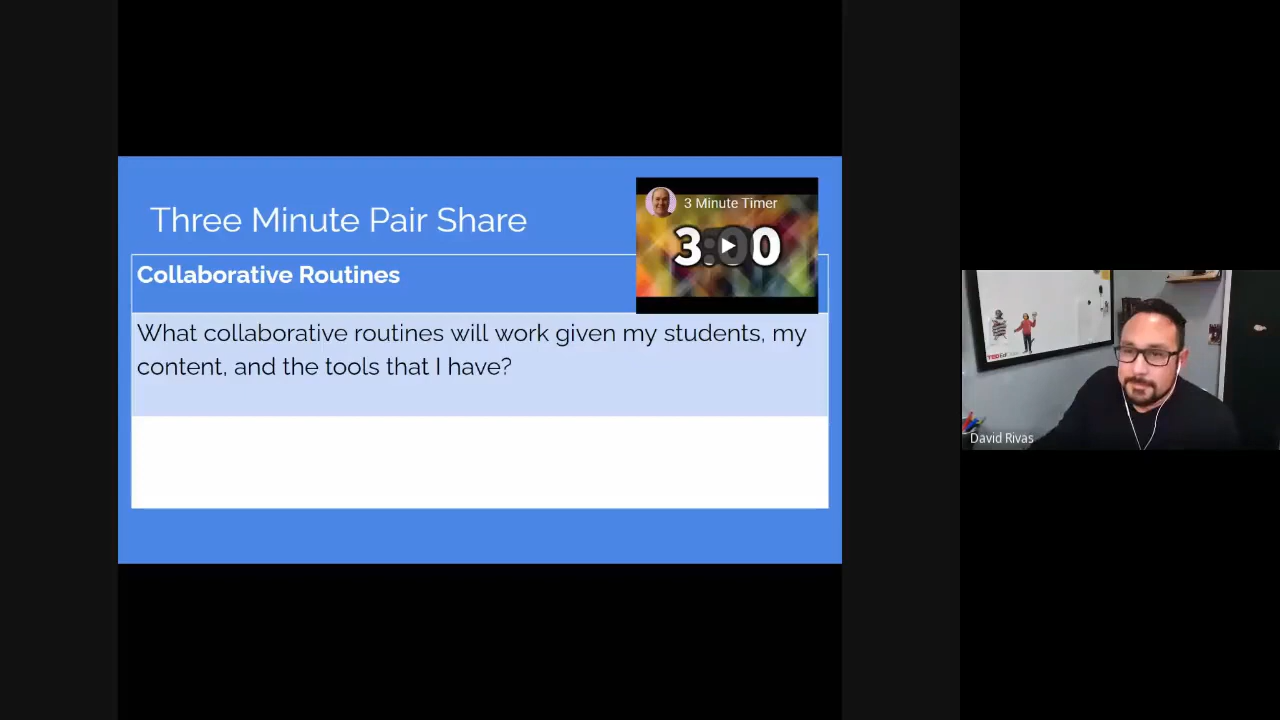 Three Minute Pair Share
3 Minute Timer
3:00
Collaborative Routines
What collaborative routines will work given my students, my
content, and the tools that I have?
TEDEd
David Rivas